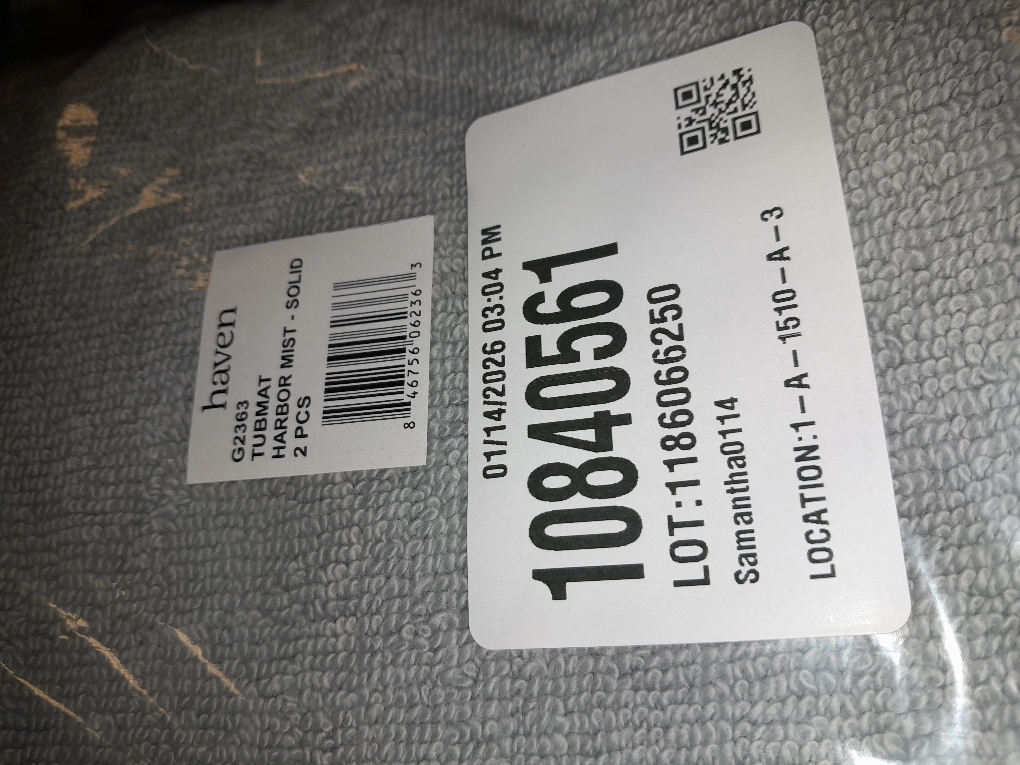 haven
G2363
TUBMAT
HARBOR MIST - SOLID
2 PCS
8 46756 06236 3
01/14/2026 03:04 PM
10840561
LOT:1186066250
Samantha0114
LOCATION:1-A-1510-A-3